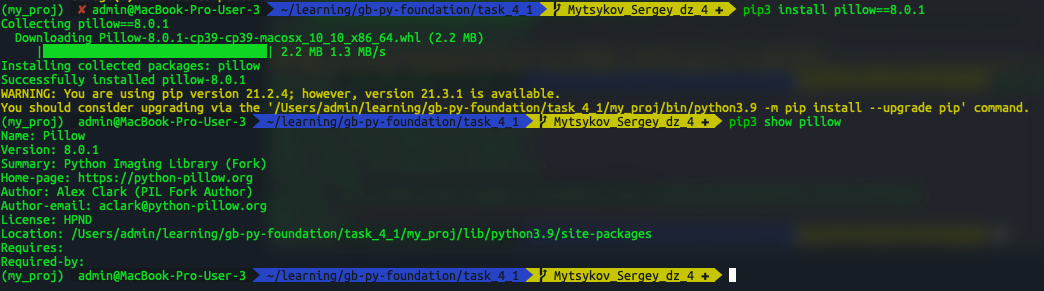 (my_proj) ✘ admin@MacBook-Pro-User-3 ~/learning/gb-py-foundation/task_4_1 Mytsykov_Sergey_dz_4 ✚ pip3 install pillow==8.0.1
Collecting pillow==8.0.1
Downloading Pillow-8.0.1-cp39-cp39-macosx_10_10_x86_64.whl (2.2 MB)
|████████████████████████████████| 2.2 MB 1.3 MB/s
Installing collected packages: pillow
Successfully installed pillow-8.0.1
WARNING: You are using pip version 21.2.4; however, version 21.3.1 is available.
You should consider upgrading via the '/Users/admin/learning/gb-py-foundation/task_4_1/my_proj/bin/python3.9 -m pip install --upgrade pip' command.
(my_proj) admin@MacBook-Pro-User-3 ~/learning/gb-py-foundation/task_4_1 Mytsykov_Sergey_dz_4 ✚ pip3 show pillow
Name: Pillow
Version: 8.0.1
Summary: Python Imaging Library (Fork)
Home-page: https://python-pillow.org
Author: Alex Clark (PIL Fork Author)
Author-email: aclark@python-pillow.org
License: HPND
Location: /Users/admin/learning/gb-py-foundation/task_4_1/my_proj/lib/python3.9/site-packages
Requires:
Required-by:
(my_proj) admin@MacBook-Pro-User-3 ~/learning/gb-py-foundation/task_4_1 Mytsykov_Sergey_dz_4 ✚